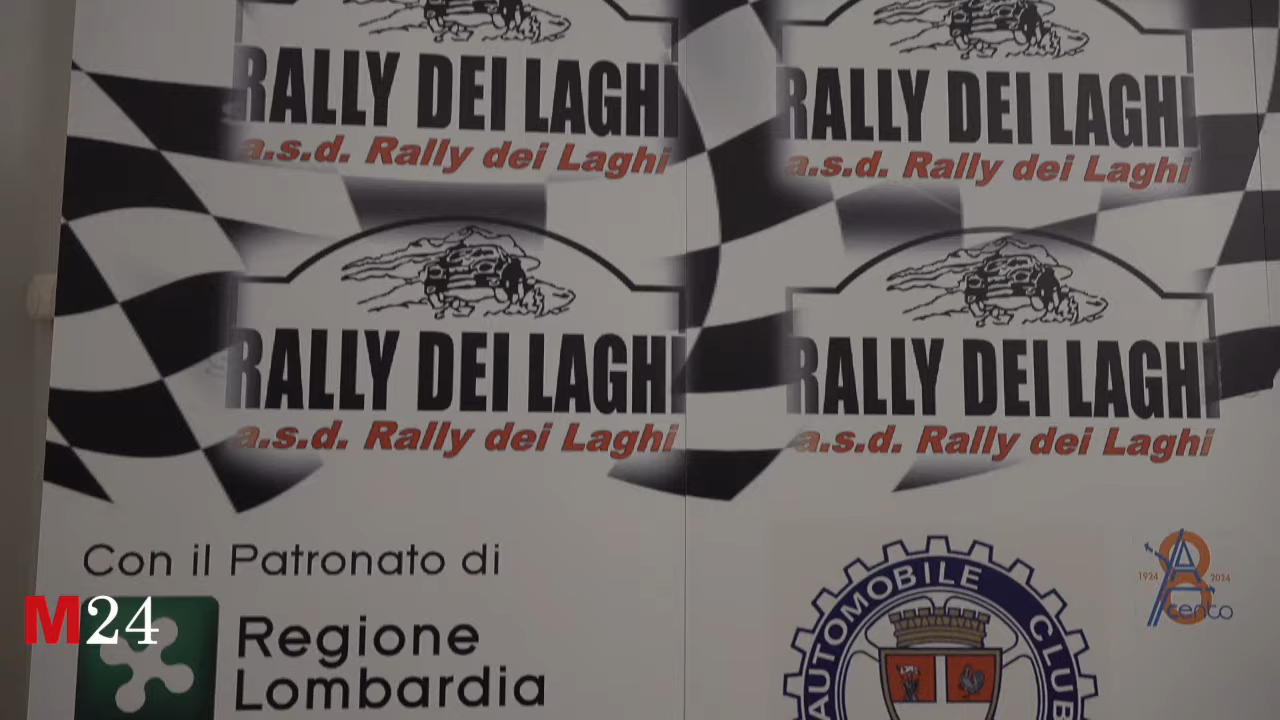 RALLY DEI LAGHI
a.s.d. Rally dei Laghi
RALLY DEI LAGHI
a.s.d. Rally dei Laghi
RALLY DEI LAGHI
a.s.d. Rally dei Laghi
RALLY DEI LAGHI
a.s.d. Rally dei Laghi
Con il Patronato di
M24
Regione
Lombardia
AUTOMOBILE CLUB
1924
2024